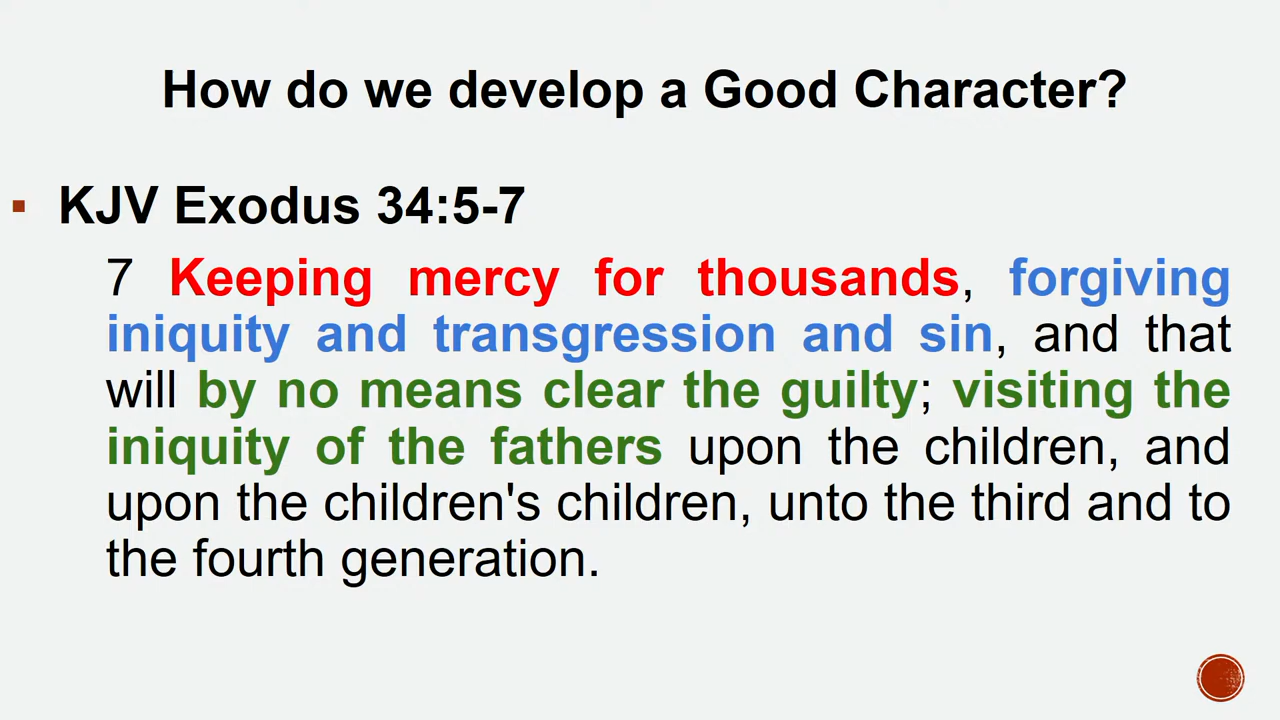 How do we develop a Good Character?
▪ KJV Exodus 34:5-7
7 Keeping mercy for thousands, forgiving
iniquity and transgression and sin, and that
will by no means clear the guilty; visiting the
iniquity of the fathers upon the children, and
upon the children's children, unto the third and to
the fourth generation.